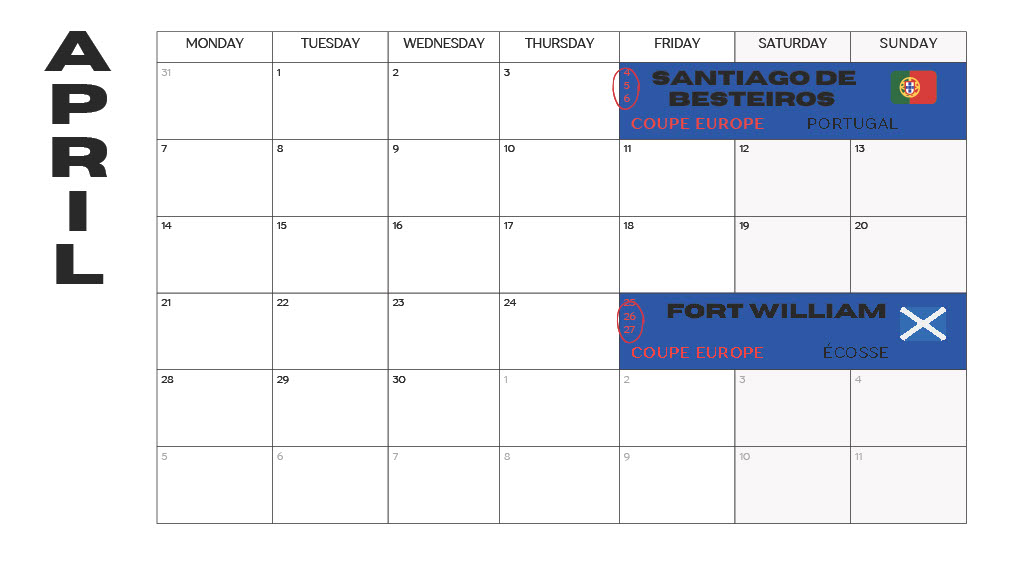 APRIL
MONDAY TUESDAY WEDNESDAY THURSDAY FRIDAY SATURDAY SUNDAY
31 1 2 3 4
5
6
SANTIAGO DE
BESTEIROS
COUPE EUROPE PORTUGAL
7 8 9 10 11 12 13
14 15 16 17 18 19 20
21 22 23 24 25
26
27
FORT WILLIAM
COUPE EUROPE ÉCOSSE
28 29 30 1 2 3 4
5 6 7 8 9 10 11